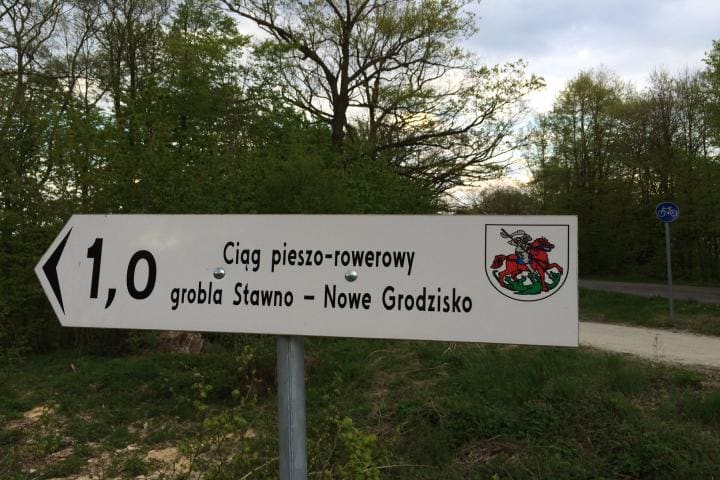 1,0
Ciąg pieszo-rowerowy
grobla Stawno – Nowe Grodzisko